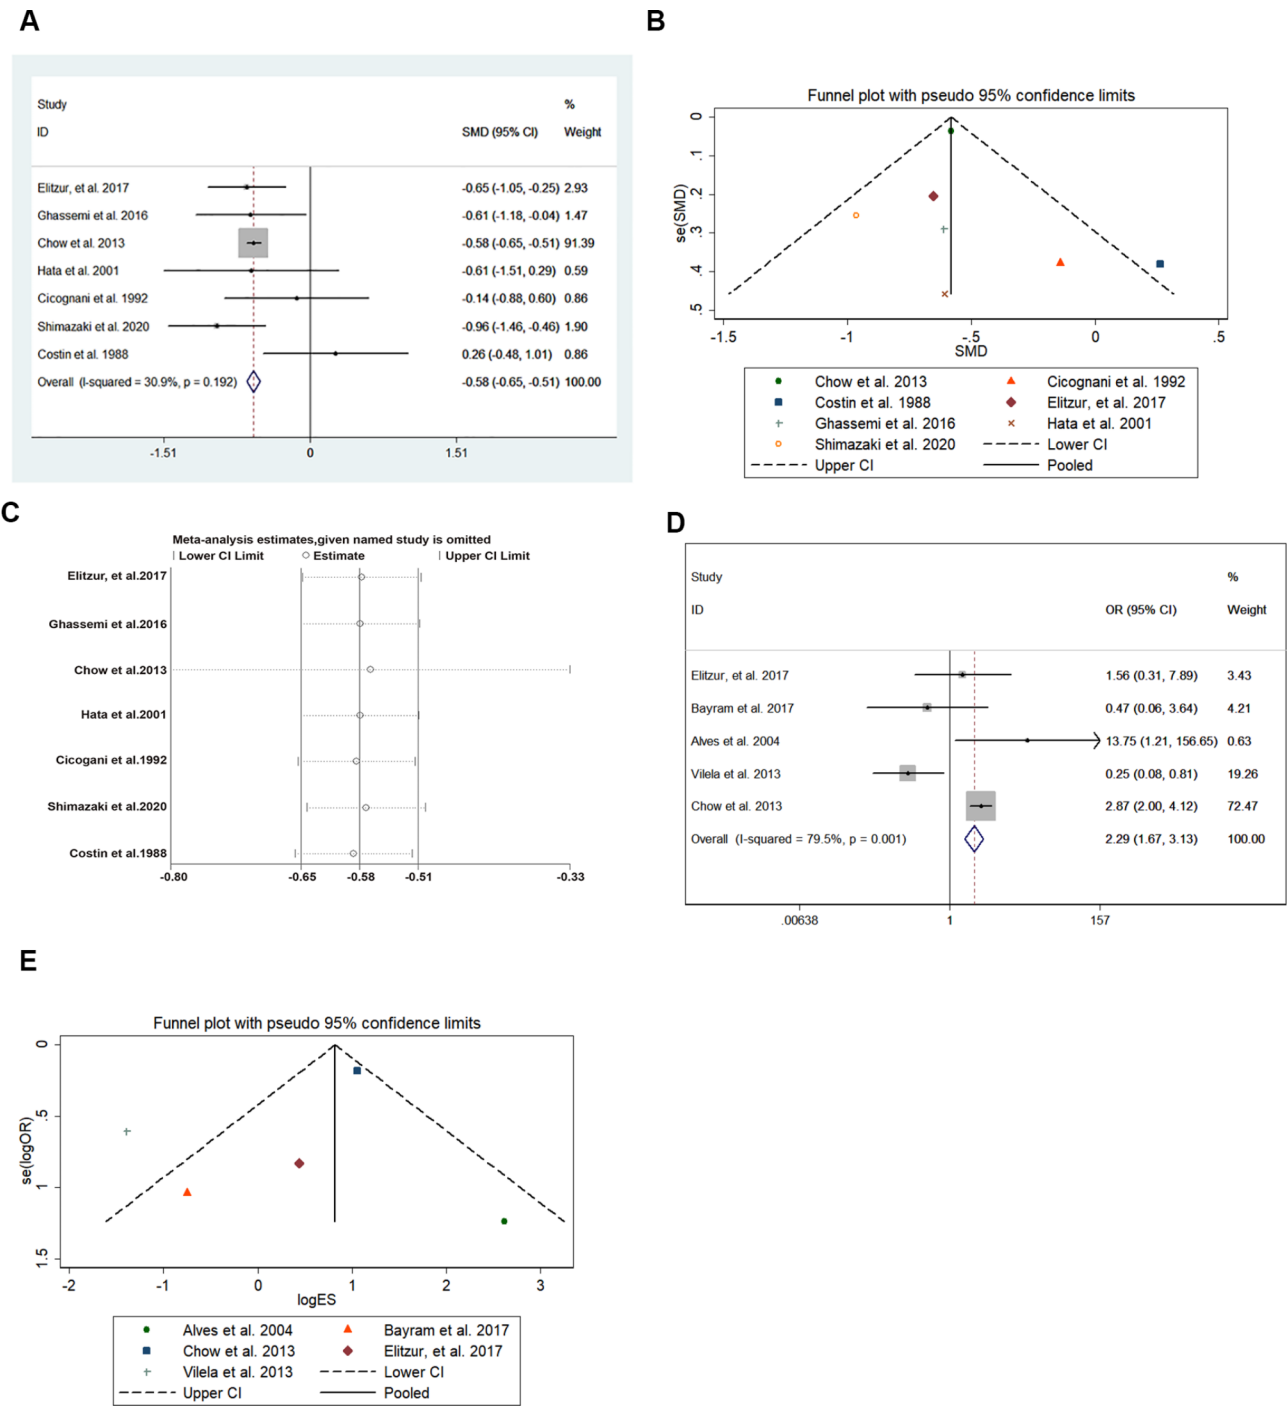 A
Study
%
ID
SMD (95% CI)
Weight
Elitzur, et al. 2017
-0.65 (-1.05, -0.25) 2.93
Ghassemi et al. 2016
-0.61 (-1.18, -0.04) 1.47
Chow et al. 2013
-0.58 (-0.65, -0.51) 91.39
Hata et al. 2001
-0.61 (-1.51, 0.29) 0.59
Cicognani et al. 1992
-0.14 (-0.88, 0.60) 0.86
Shimazaki et al. 2020
-0.96 (-1.46, -0.46) 1.90
Costin et al. 1988
0.26 (-0.48, 1.01) 0.86
Overall (I-squared = 30.9%, p = 0.192)
-0.58 (-0.65, -0.51) 100.00
-1.51 0 1.51
B
Funnel plot with pseudo 95% confidence limits
se(SMD)
0
.1
.2
.3
.4
.5
-1.5 -1 -.5 0 .5
SMD
Chow et al. 2013 Cicognani et al. 1992
Costin et al. 1988 Elitzur, et al. 2017
Ghassemi et al. 2016 Hata et al. 2001
Shimazaki et al. 2020 Lower CI
Upper CI Pooled
C
Meta-analysis estimates,given named study is omitted
Lower CI Limit Estimate Upper CI Limit
Elitzur, et al.2017
Ghassemi et al.2016
Chow et al.2013
Hata et al.2001
Cicogani et al.1992
Shimazaki et al.2020
Costin et al.1988
-0.80 -0.65 -0.58 -0.51 -0.33
D
Study
%
ID
OR (95% CI)
Weight
Elitzur, et al. 2017
1.56 (0.31, 7.89) 3.43
Bayram et al. 2017
0.47 (0.06, 3.64) 4.21
Alves et al. 2004
13.75 (1.21, 156.65) 0.63
Vilela et al. 2013
0.25 (0.08, 0.81) 19.26
Chow et al. 2013
2.87 (2.00, 4.12) 72.47
Overall (I-squared = 79.5%, p = 0.001)
2.29 (1.67, 3.13) 100.00
.00638 1 157
E
Funnel plot with pseudo 95% confidence limits
se(logOR)
0
.5
1
1.5
-2 -1 0 1 2 3
logES
Alves et al. 2004 Bayram et al. 2017
Chow et al. 2013 Elitzur, et al. 2017
Vilela et al. 2013 Lower CI
Upper CI Pooled